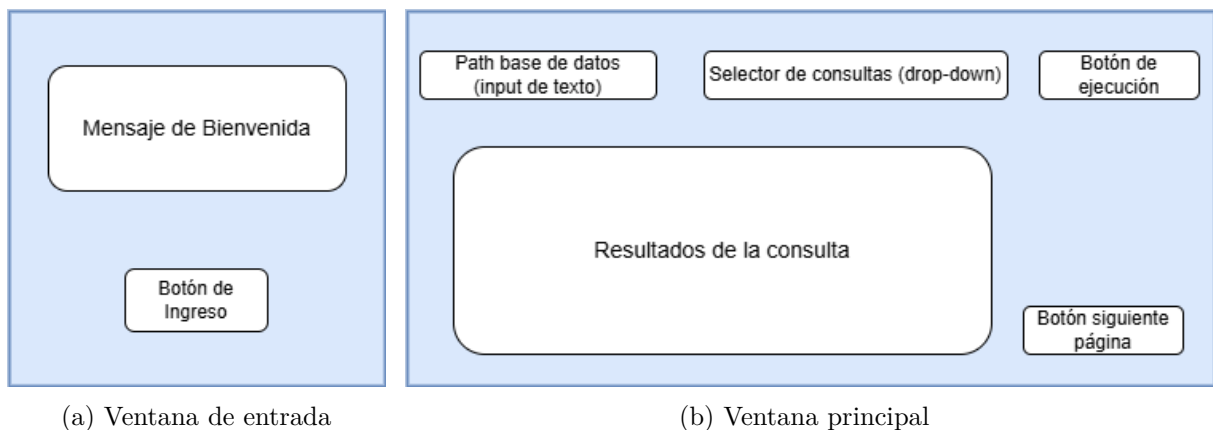 Mensaje de Bienvenida
Botón de
Ingreso
(a) Ventana de entrada
Path base de datos
(input de texto)
Selector de consultas (drop-down)
Botón de
ejecución
Resultados de la consulta
Botón siguiente
página
(b) Ventana principal